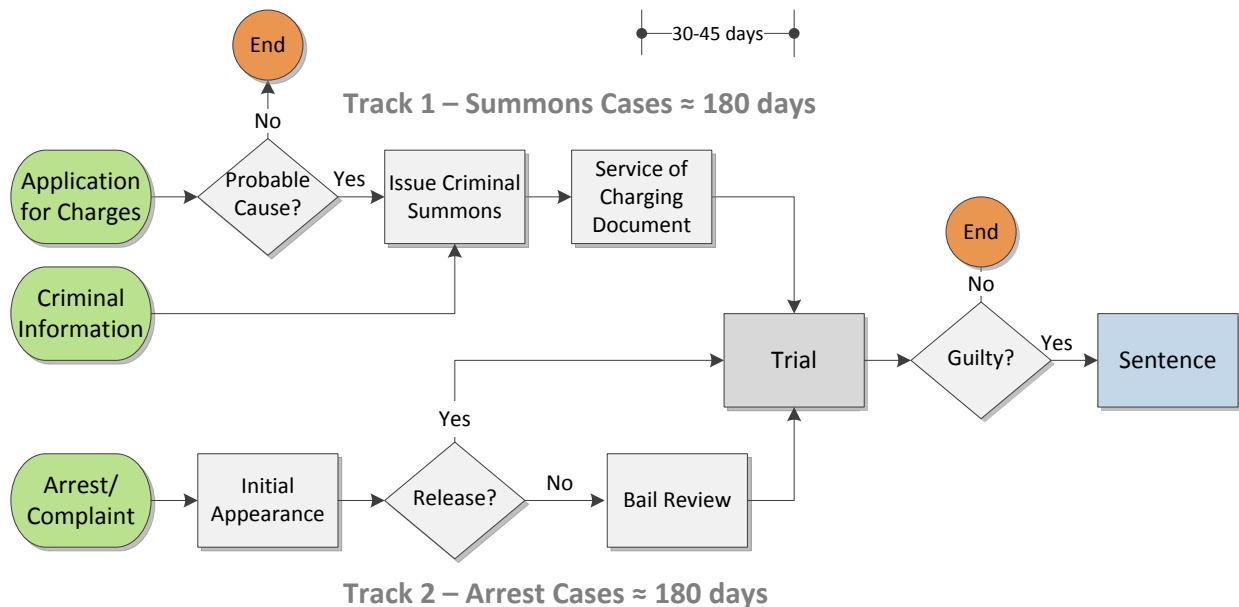 30-45 days
End
Track 1 – Summons Cases ≈ 180 days
No
Application
for Charges
Probable
Cause?
Yes
Issue Criminal
Summons
Service of
Charging
Document
End
Criminal
Information
No
Trial
Guilty?
Yes
Sentence
Yes
Arrest/
Complaint
Initial
Appearance
Release?
No
Bail Review
Track 2 – Arrest Cases ≈ 180 days